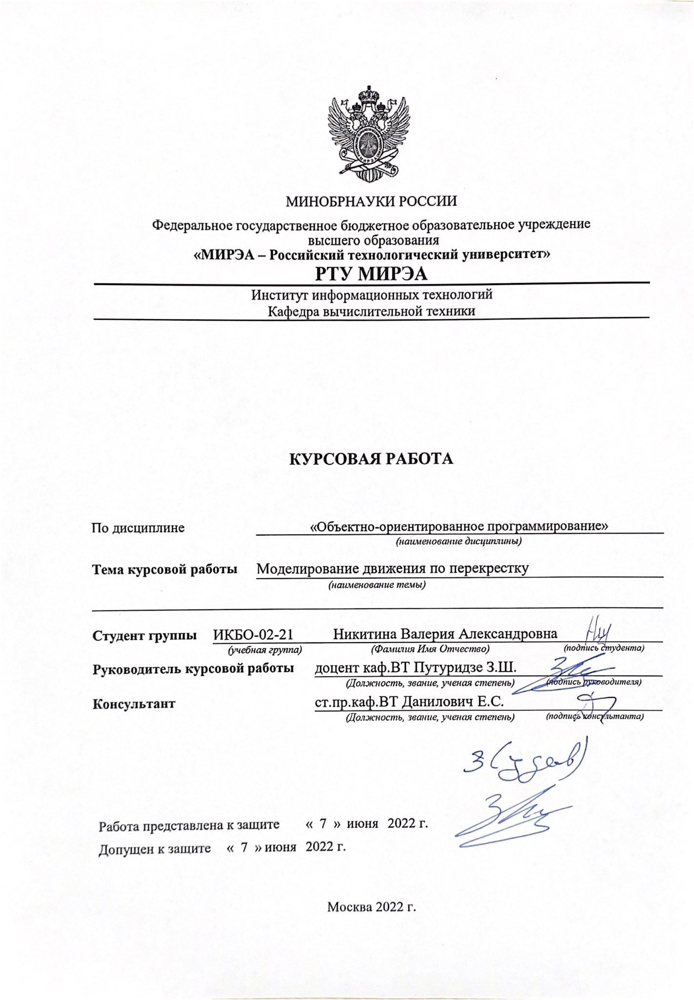 МИНОБРНАУКИ РОССИИ
Федеральное государственное бюджетное образовательное учреждение
высшего образования
«МИРЭА – Российский технологический университет»
РТУ МИРЭА
Институт информационных технологий
Кафедра вычислительной техники
КУРСОВАЯ РАБОТА
По дисциплине «Объектно-ориентированное программирование»
(наименование дисциплины)
Тема курсовой работы Моделирование движения по перекрестку
(наименование темы)
Студент группы ИКБО-02-21 Никитина Валерия Александровна
(учебная группа) (Фамилия Имя Отчество) (подпись студента)
Руководитель курсовой работы доцент каф.ВТ Путуридзе З.Ш.
(Должность, звание, ученая степень) (подпись руководителя)
Консультант ст.пр.каф.ВТ Данилович Е.С.
(Должность, звание, ученая степень) (подпись консультанта)
3 (удов)
Работа представлена к защите « 7 » июня 2022 г.
Допущен к защите « 7 » июня 2022 г.
Москва 2022 г.